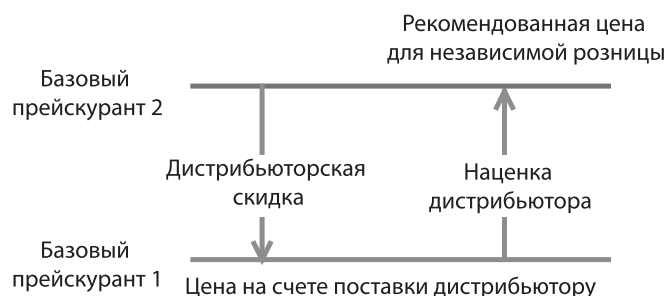 Рекомендованная цена
для независимой розницы
Базовый
прейскурант 2
Дистрибьюторская
скидка
Наценка
дистрибьютора
Базовый
прейскурант 1
Цена на счете поставки дистрибьютору